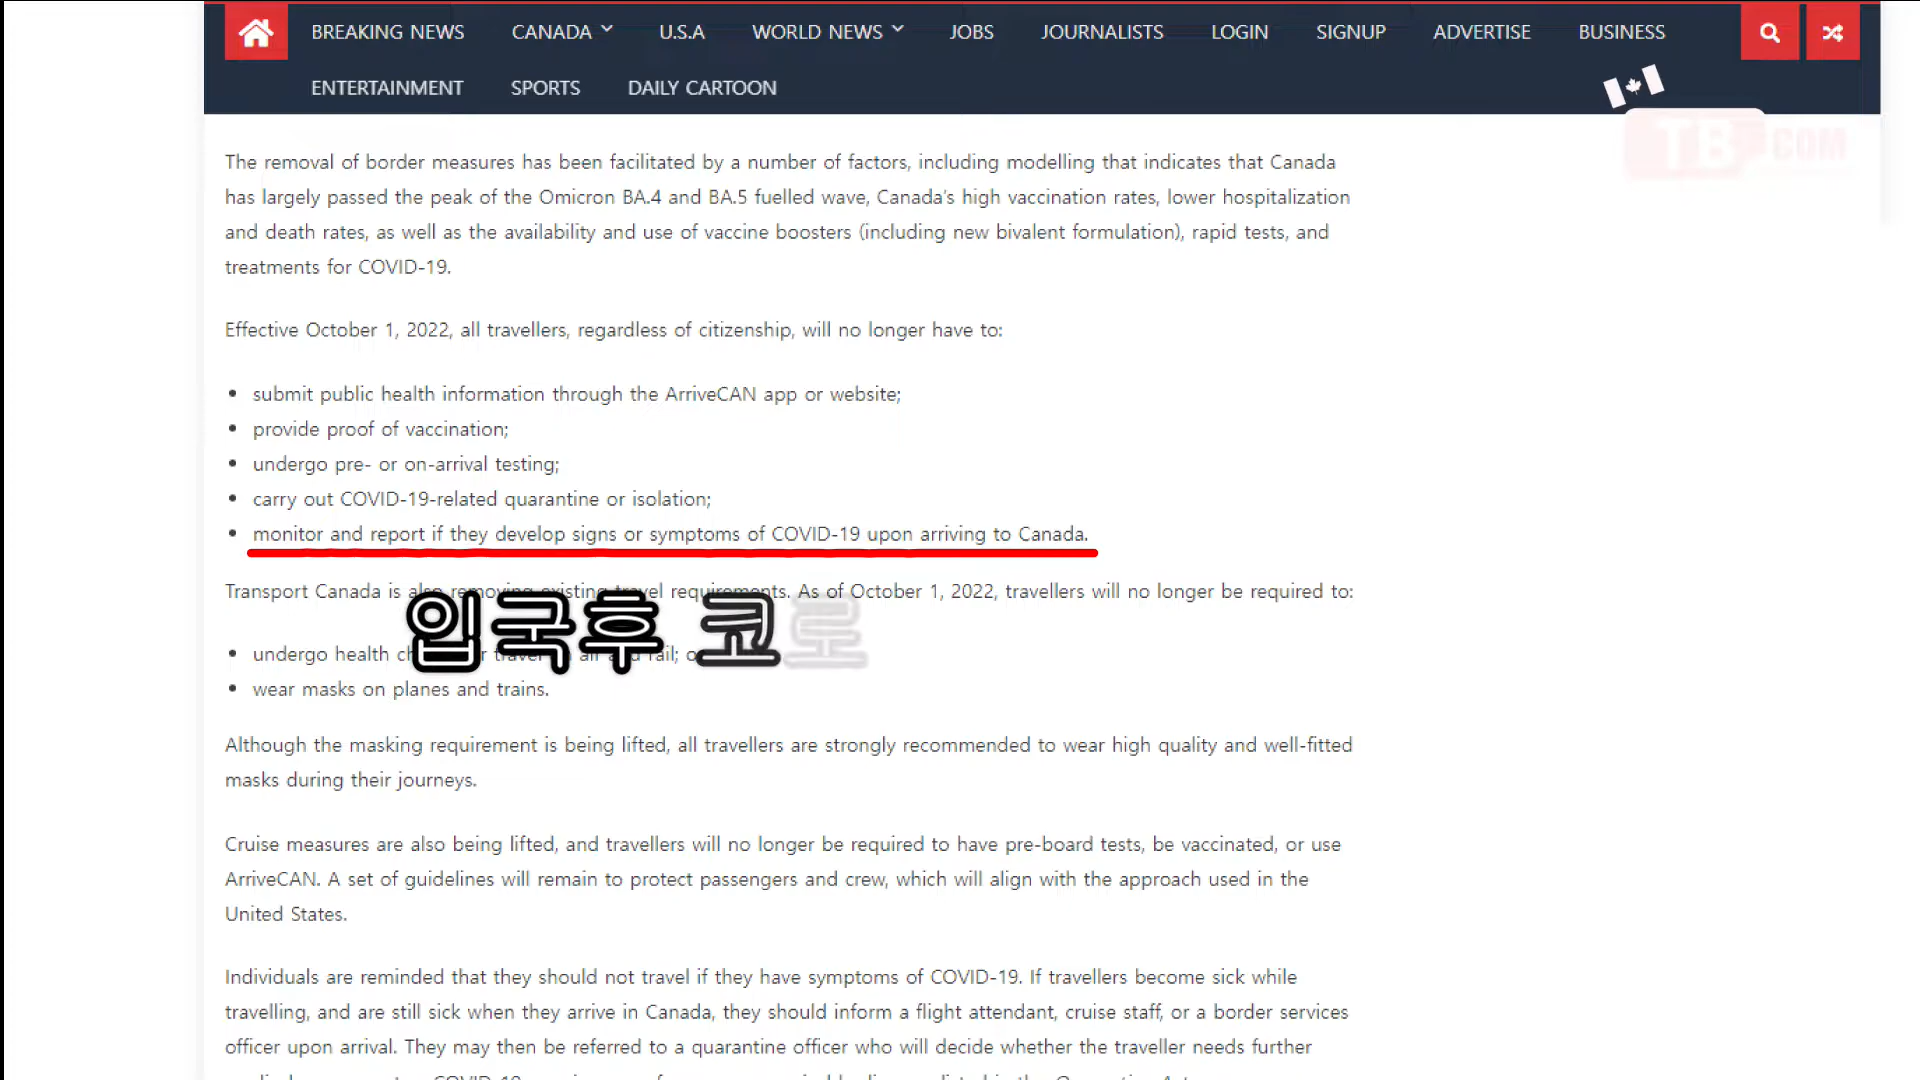 BREAKING NEWS CANADA U.S.A WORLD NEWS JOBS JOURNALISTS LOGIN SIGNUP ADVERTISE BUSINESS
ENTERTAINMENT SPORTS DAILY CARTOON
TB.COM
The removal of border measures has been facilitated by a number of factors, including modelling that indicates that Canada
has largely passed the peak of the Omicron BA.4 and BA.5 fuelled wave, Canada's high vaccination rates, lower hospitalization
and death rates, as well as the availability and use of vaccine boosters (including new bivalent formulation), rapid tests, and
treatments for COVID-19.
Effective October 1, 2022, all travellers, regardless of citizenship, will no longer have to:
• submit public health information through the ArriveCAN app or website;
• provide proof of vaccination;
• undergo pre- or on-arrival testing;
• carry out COVID-19-related quarantine or isolation;
• monitor and report if they develop signs or symptoms of COVID-19 upon arriving to Canada.
Transport Canada is also removing existing travel requirements. As of October 1, 2022, travellers will no longer be required to:
입국후 코로
• undergo health travel air and rail;
• wear masks on planes and trains.
Although the masking requirement is being lifted, all travellers are strongly recommended to wear high quality and well-fitted
masks during their journeys.
Cruise measures are also being lifted, and travellers will no longer be required to have pre-board tests, be vaccinated, or use
ArriveCAN. A set of guidelines will remain to protect passengers and crew, which will align with the approach used in the
United States.
Individuals are reminded that they should not travel if they have symptoms of COVID-19. If travellers become sick while
travelling, and are still sick when they arrive in Canada, they should inform a flight attendant, cruise staff, or a border services
officer upon arrival. They may then be referred to a quarantine officer who will decide whether the traveller needs further